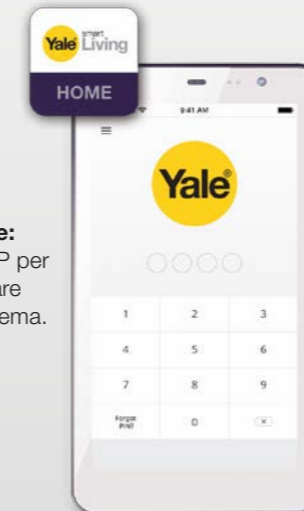 Yale smart Living
HOME
9:41 AM
Yale®
e:
P per
are
ema.
1 2 3
4 5 6
7 8 9
Forgot PIN? 0